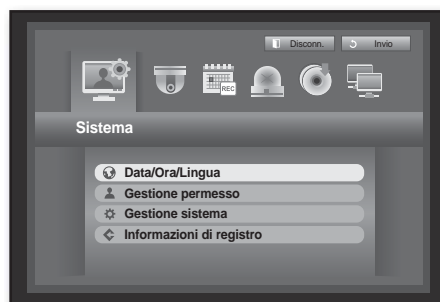 Disconn. Invio
REC
Sistema
Data/Ora/Lingua
Gestione permesso
Gestione sistema
Informazioni di registro